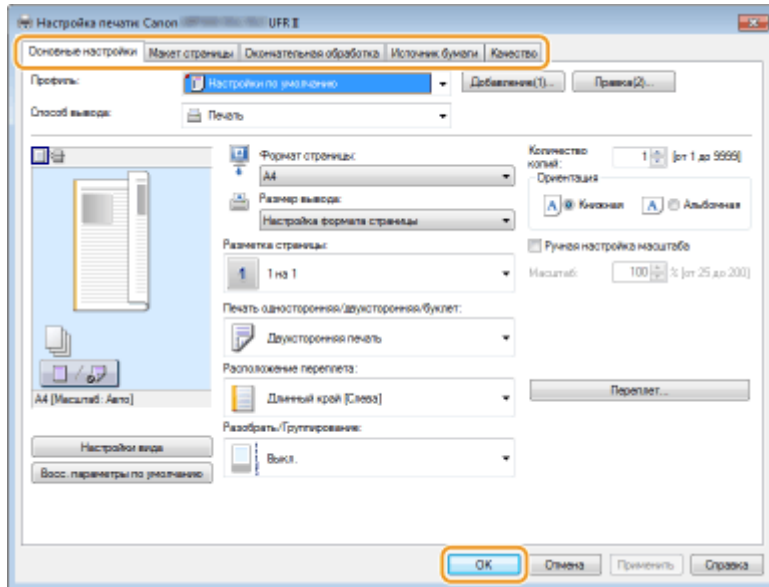 Настройка печати: Canon UFR II
Основные настройки Макет страницы Окончательная обработка Источник бумаги Качество
Профиль: Настройки по умолчанию Добавление(1)... Правка(2)...
Способ вывода: Печать
Формат страницы:
A4
Размер вывода:
Настройка формата страницы
Разметка страницы:
1 1 на 1
Печать односторонняя/двухсторонняя/буклет:
Двухсторонняя печать
Расположение переплета:
Длинный край [Слева]
Разобрать/Группирование:
Выкл.
Количество копий: 1 [от 1 до 9999]
Ориентация
A Книжная A Альбомная
Ручная настройка масштаба
Масштаб: 100 % [от 25 до 200]
Переплет...
A4 [Масштаб: Авто]
Настройки вида
Восс. параметры по умолчанию
OK Отмена Применить Справка